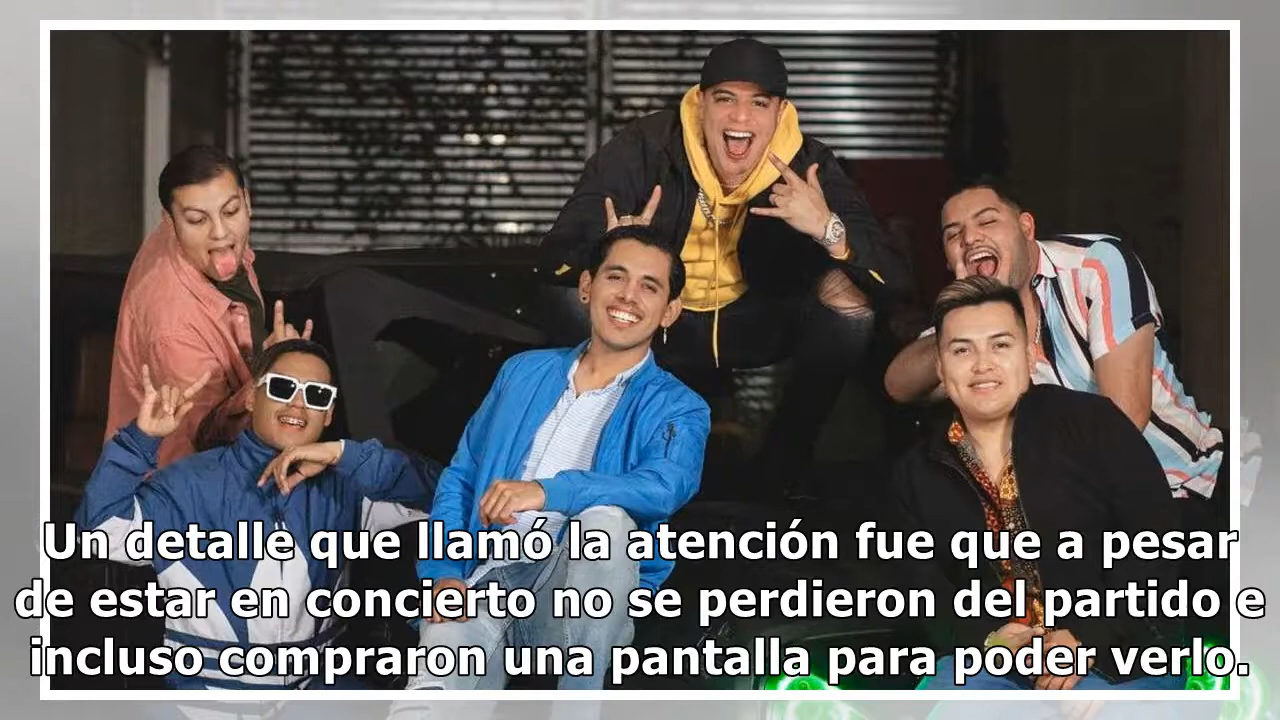 Un detalle que llamó la atención fue que a pesar
de estar en concierto no se perdieron del partido e
incluso compraron una pantalla para poder verlo.